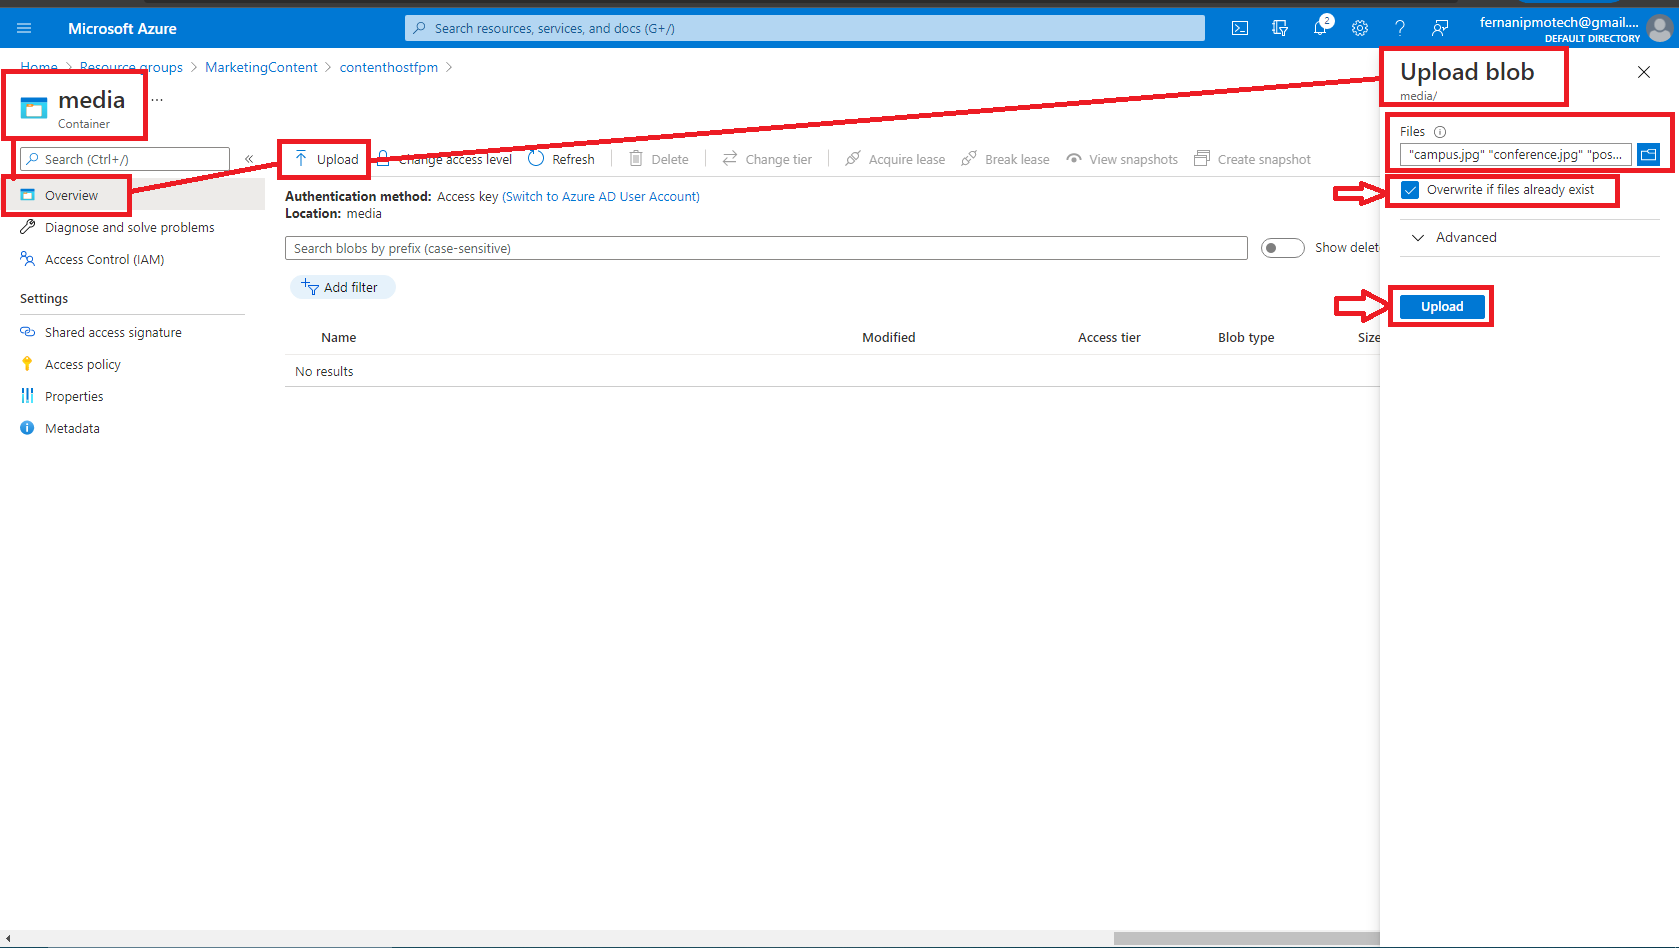 Microsoft Azure
Search resources, services, and docs (G+/)
2
fernanipmotech@gmail....
DEFAULT DIRECTORY
Home > Resource groups > MarketingContent > contenthostfpm >
media
...
Container
Search (Ctrl+/)
«
Overview
Diagnose and solve problems
Access Control (IAM)
Settings
Shared access signature
Access policy
Properties
Metadata
Upload
Change access level
Refresh
Delete
Change tier
Acquire lease
Break lease
View snapshots
Create snapshot
Authentication method: Access key (Switch to Azure AD User Account)
Location: media
Search blobs by prefix (case-sensitive)
Show delet
Add filter
Name Modified Access tier Blob type Size
No results
Upload blob
media/
Files
"campus.jpg" "conference.jpg" "pos...
Overwrite if files already exist
Advanced
Upload